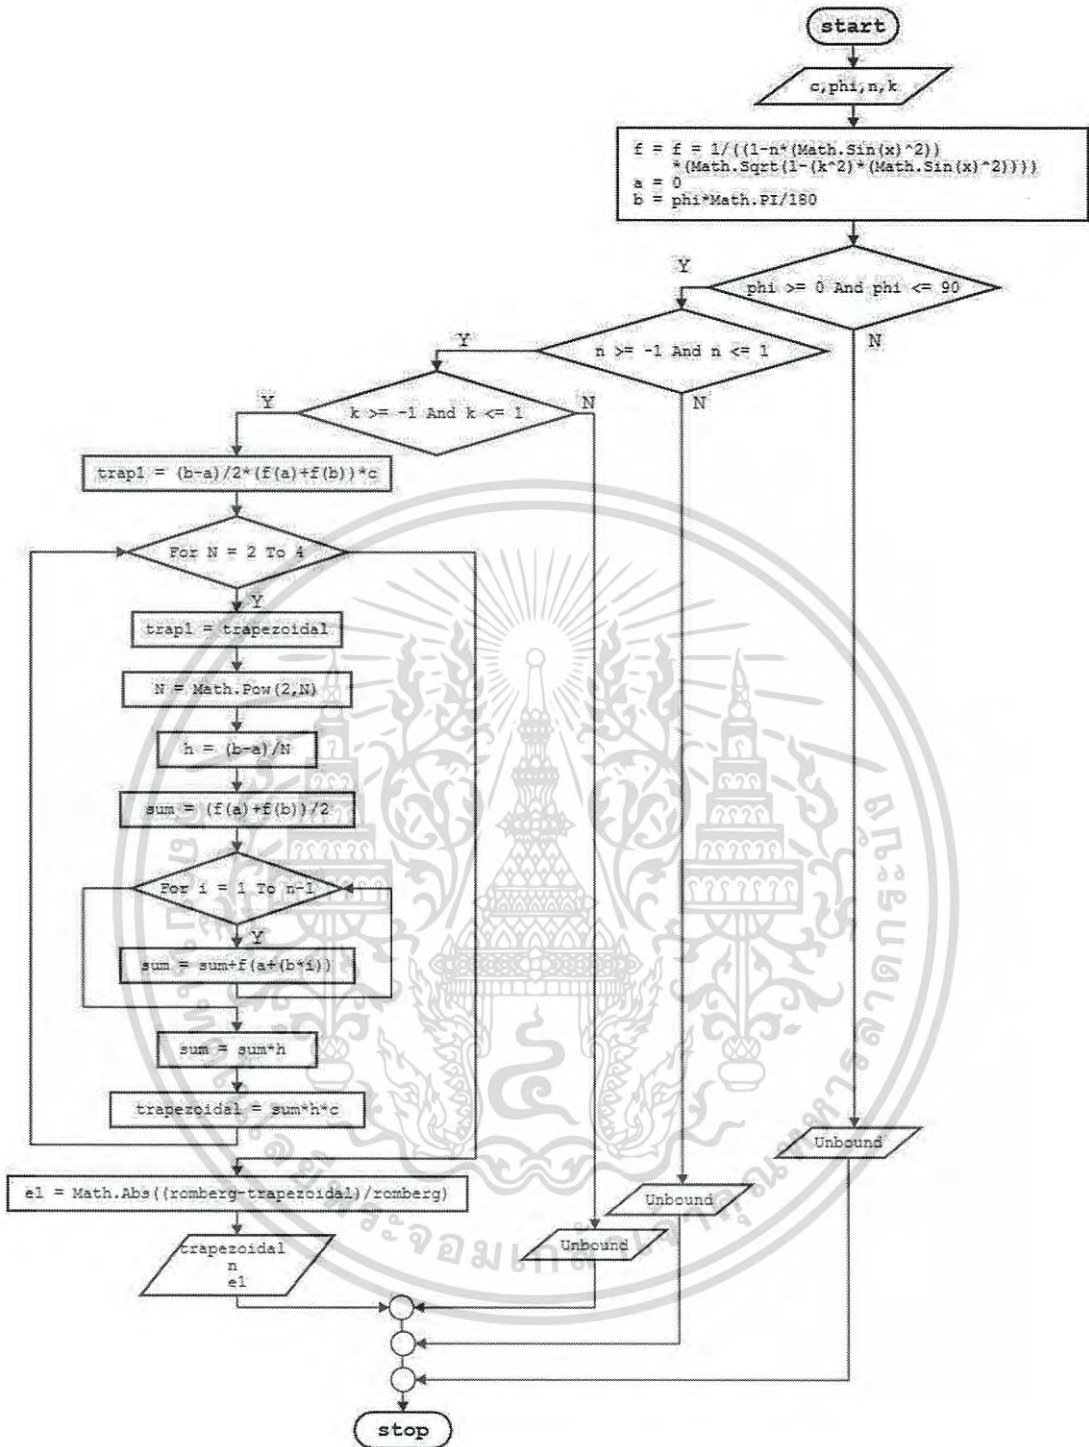 start
c,phi,n,k
f = f = 1/((1-n*(Math.Sin(x)^2))
*(Math.Sqrt(1-(k^2)*(Math.Sin(x)^2))))
a = 0
b = phi*Math.PI/180
phi >= 0 And phi <= 90
Y
N
n >= -1 And n <= 1
Y
N
k >= -1 And k <= 1
Y
N
trap1 = (b-a)/2*(f(a)+f(b))*c
For N = 2 To 4
Y
trap1 = trapezoidal
N = Math.Pow(2,N)
h = (b-a)/N
sum = (f(a)+f(b))/2
For i = 1 To n-1
Y
sum = sum+f(a+(b*i))
sum = sum*h
trapezoidal = sum*h*c
e1 = Math.Abs((romberg-trapezoidal)/romberg)
trapezoidal
n
e1
Unbound
Unbound
Unbound
stop